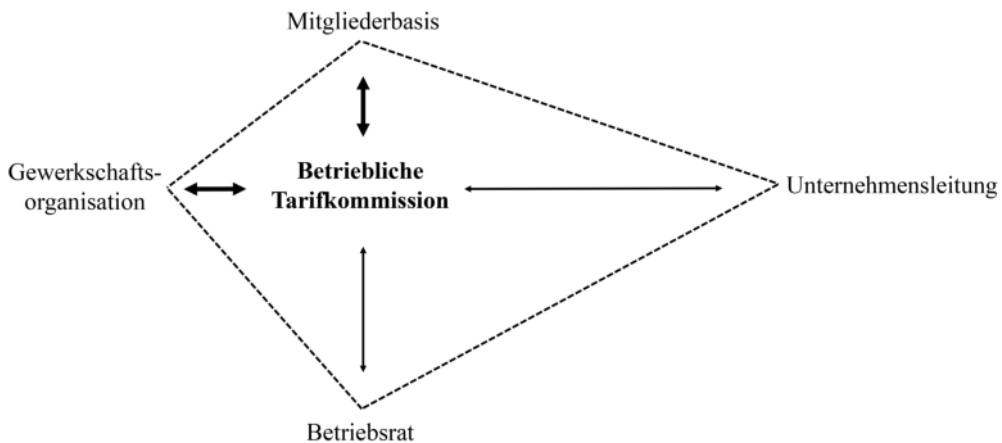 Mitgliederbasis
Gewerkschafts-
organisation
Betriebliche
Tarifkommission
Unternehmensleitung
Betriebsrat